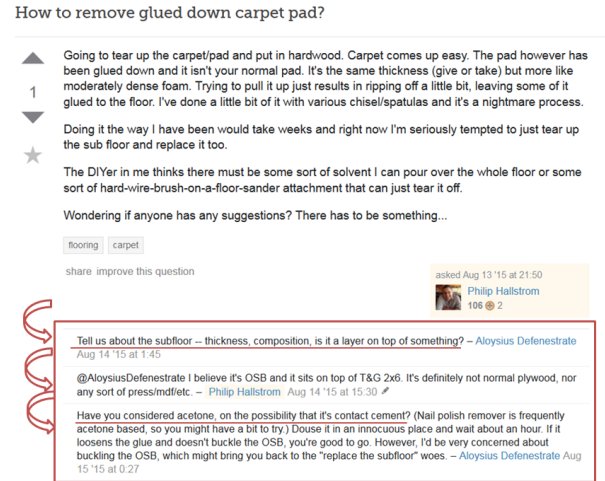 How to remove glued down carpet pad?
Going to tear up the carpet/pad and put in hardwood. Carpet comes up easy. The pad however has
been glued down and it isn't your normal pad. It's the same thickness (give or take) but more like
moderately dense foam. Trying to pull it up just results in ripping off a little bit, leaving some of it
glued to the floor. I've done a little bit of it with various chisel/spatulas and it's a nightmare process.
1
Doing it the way I have been would take weeks and right now I'm seriously tempted to just tear up
the sub floor and replace it too.
The DIYer in me thinks there must be some sort of solvent I can pour over the whole floor or some
sort of hard-wire-brush-on-a-floor-sander attachment that can just tear it off.
Wondering if anyone has any suggestions? There has to be something...
flooring carpet
share improve this question
asked Aug 13 '15 at 21:50
Philip Hallstrom
106 2
Tell us about the subfloor -- thickness, composition, is it a layer on top of something? – Aloysius Defenestrate
Aug 14 '15 at 1:45
@AloysiusDefenestrate I believe it's OSB and it sits on top of T&G 2x6. It's definitely not normal plywood, nor
any sort of press/mdf/etc. – Philip Hallstrom Aug 14 '15 at 15:30
Have you considered acetone, on the possibility that it's contact cement? (Nail polish remover is frequently
acetone based, so you might have a bit to try.) Douse it in an innocuous place and wait about an hour. If it
loosens the glue and doesn't buckle the OSB, you're good to go. However, I'd be very concerned about
buckling the OSB, which might bring you back to the "replace the subfloor" woes. – Aloysius Defenestrate Aug
15 '15 at 0:27